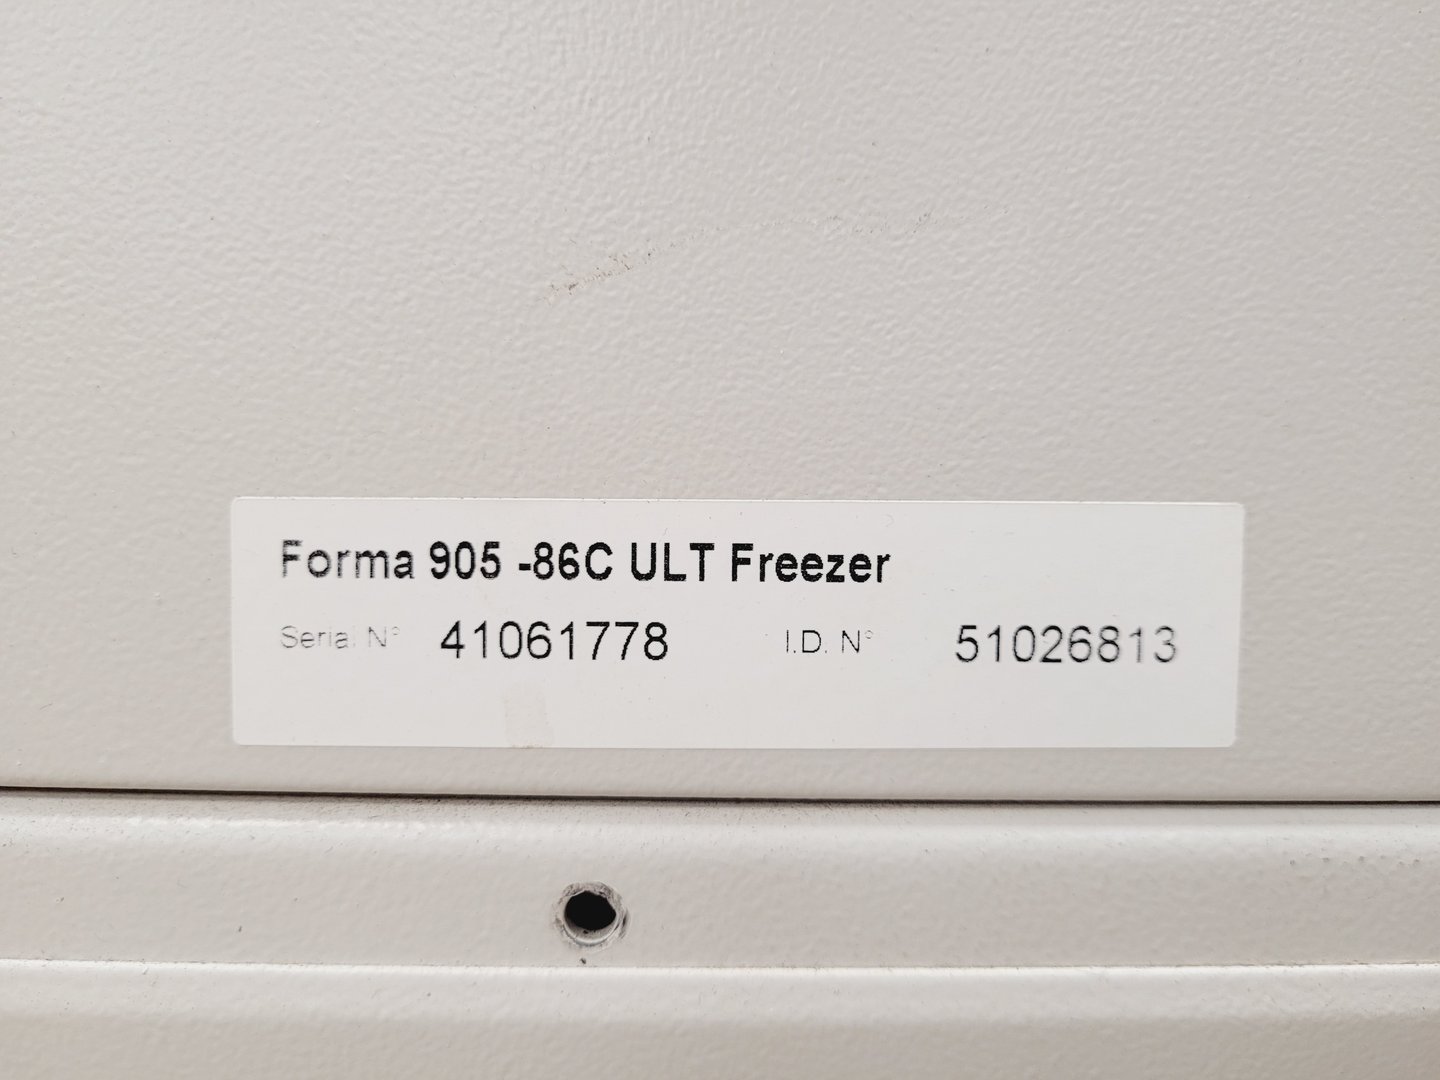 Forma 905 -86C ULT Freezer
Serial N° 41061778 I.D. N° 51026813